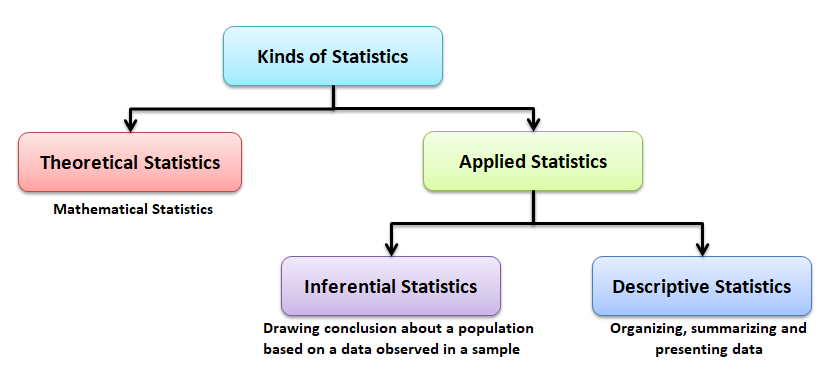 Kinds of Statistics
Theoretical Statistics
Applied Statistics
Mathematical Statistics
Inferential Statistics
Descriptive Statistics
Drawing conclusion about a population
based on a data observed in a sample
Organizing, summarizing and
presenting data